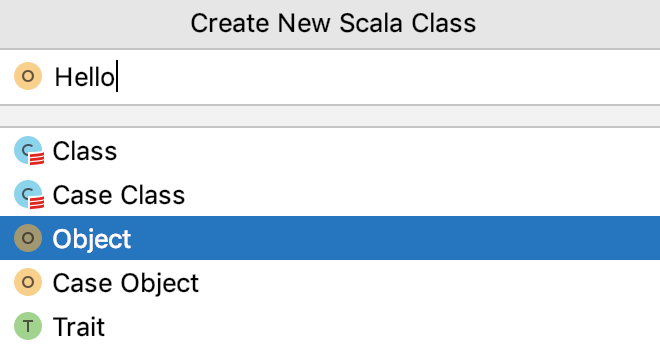 Create New Scala Class
O Hello
C Class
C Case Class
O Object
O Case Object
T Trait